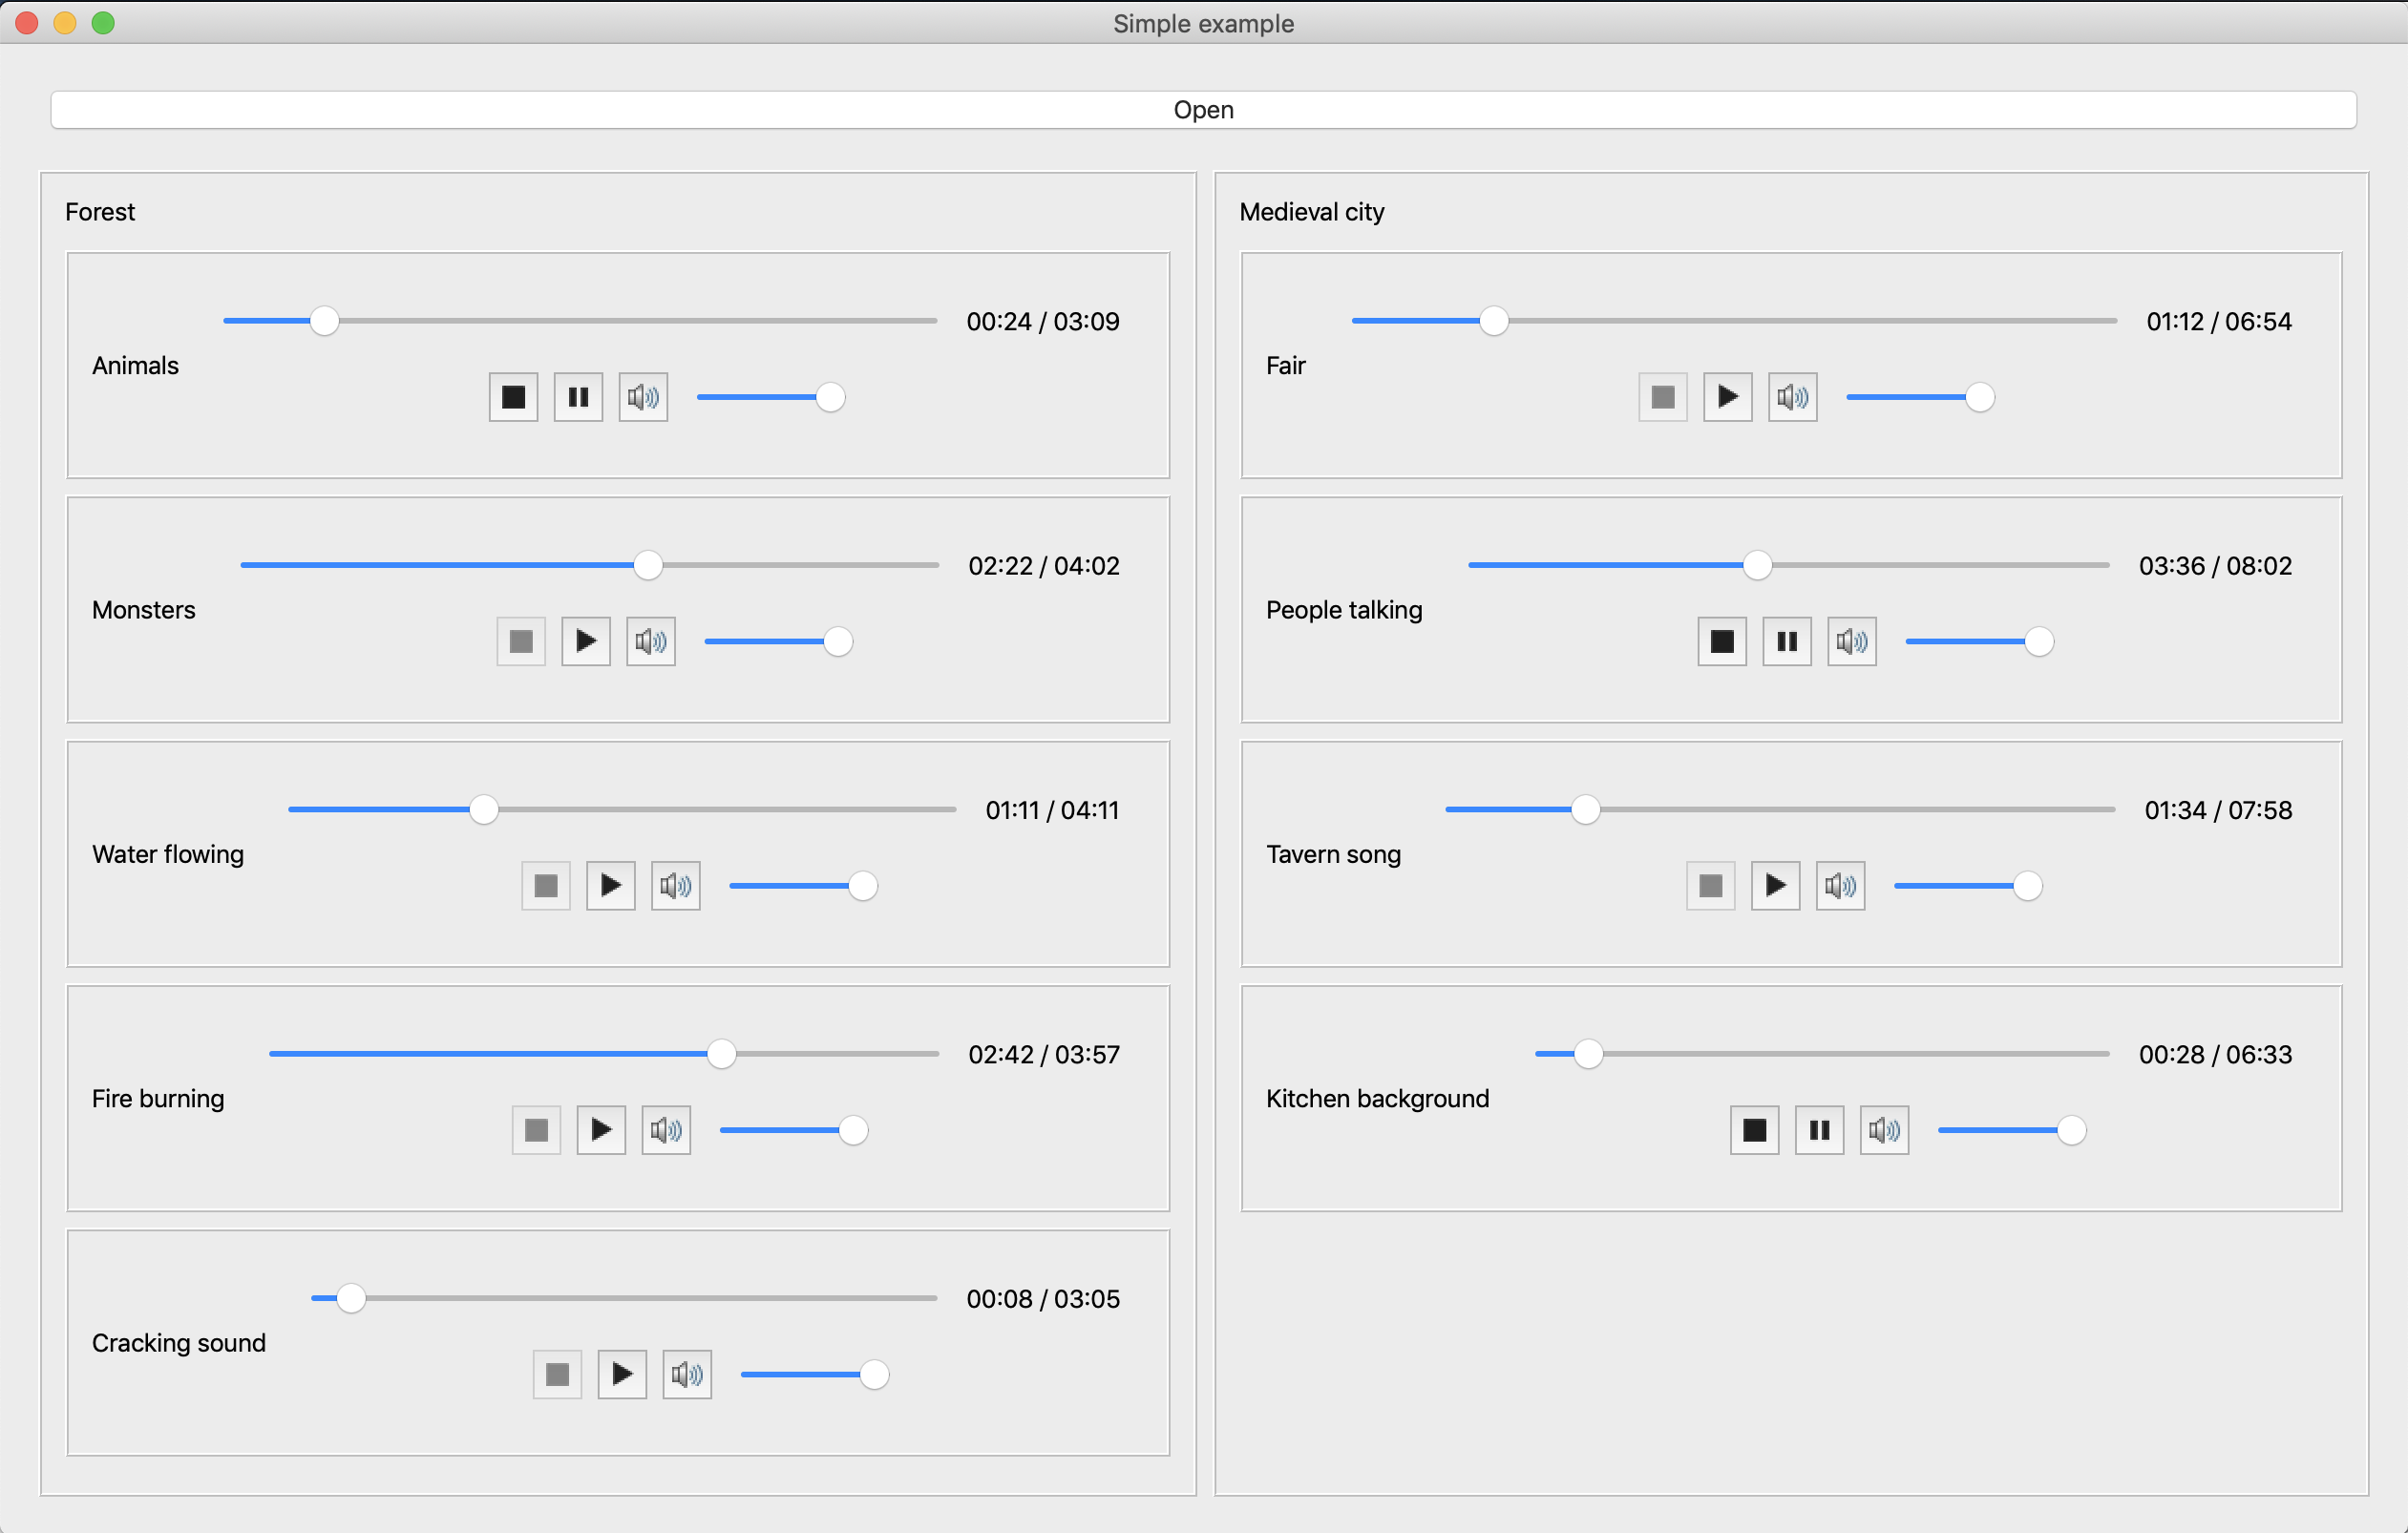 Simple example
Open
Forest
00:24 / 03:09
Animals
02:22 / 04:02
Monsters
01:11 / 04:11
Water flowing
02:42 / 03:57
Fire burning
00:08 / 03:05
Cracking sound
Medieval city
01:12 / 06:54
Fair
03:36 / 08:02
People talking
01:34 / 07:58
Tavern song
00:28 / 06:33
Kitchen background